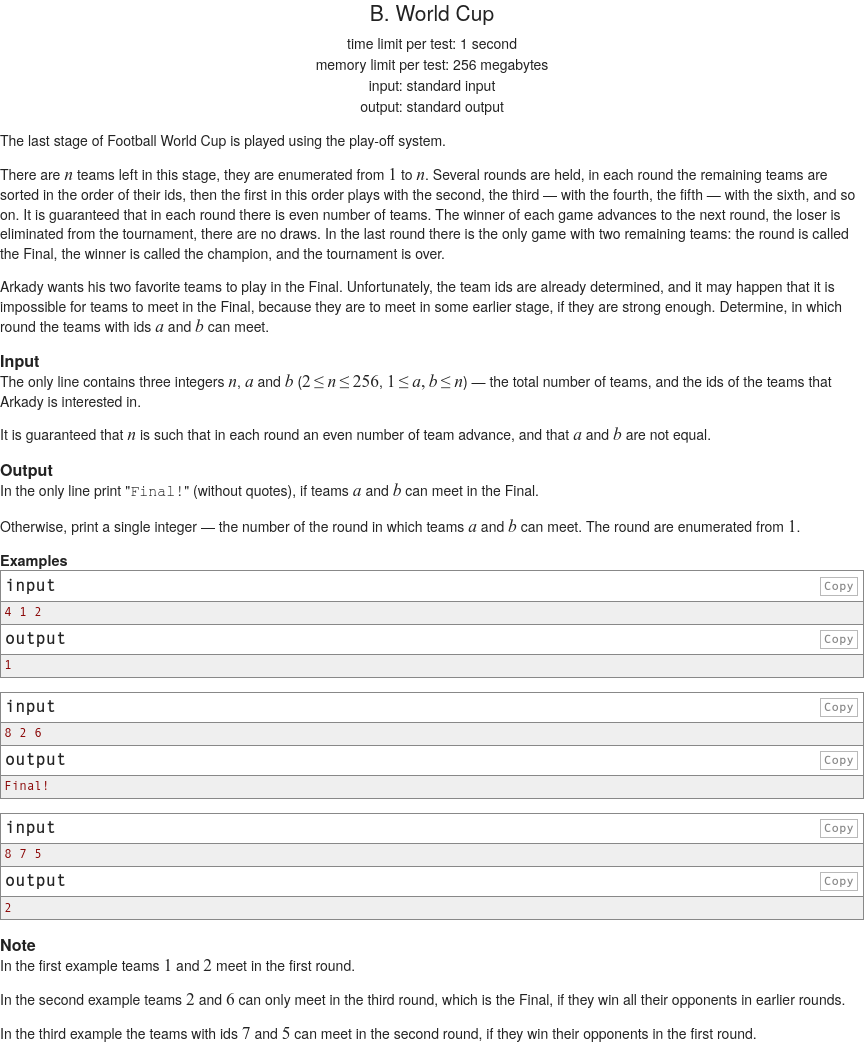 B. World Cup
time limit per test: 1 second
memory limit per test: 256 megabytes
input: standard input
output: standard output
The last stage of Football World Cup is played using the play-off system.
There are n teams left in this stage, they are enumerated from 1 to n. Several rounds are held, in each round the remaining teams are
sorted in the order of their ids, then the first in this order plays with the second, the third — with the fourth, the fifth — with the sixth, and so
on. It is guaranteed that in each round there is even number of teams. The winner of each game advances to the next round, the loser is
eliminated from the tournament, there are no draws. In the last round there is the only game with two remaining teams: the round is called
the Final, the winner is called the champion, and the tournament is over.
Arkady wants his two favorite teams to play in the Final. Unfortunately, the team ids are already determined, and it may happen that it is
impossible for teams to meet in the Final, because they are to meet in some earlier stage, if they are strong enough. Determine, in which
round the teams with ids a and b can meet.
Input
The only line contains three integers n, a and b (2 ≤ n ≤ 256, 1 ≤ a, b ≤ n) — the total number of teams, and the ids of the teams that
Arkady is interested in.
It is guaranteed that n is such that in each round an even number of team advance, and that a and b are not equal.
Output
In the only line print "Final!" (without quotes), if teams a and b can meet in the Final.
Otherwise, print a single integer — the number of the round in which teams a and b can meet. The round are enumerated from 1.
Examples
input Copy
4 1 2
output Copy
1
input Copy
8 2 6
output Copy
Final!
input Copy
8 7 5
output Copy
2
Note
In the first example teams 1 and 2 meet in the first round.
In the second example teams 2 and 6 can only meet in the third round, which is the Final, if they win all their opponents in earlier rounds.
In the third example the teams with ids 7 and 5 can meet in the second round, if they win their opponents in the first round.